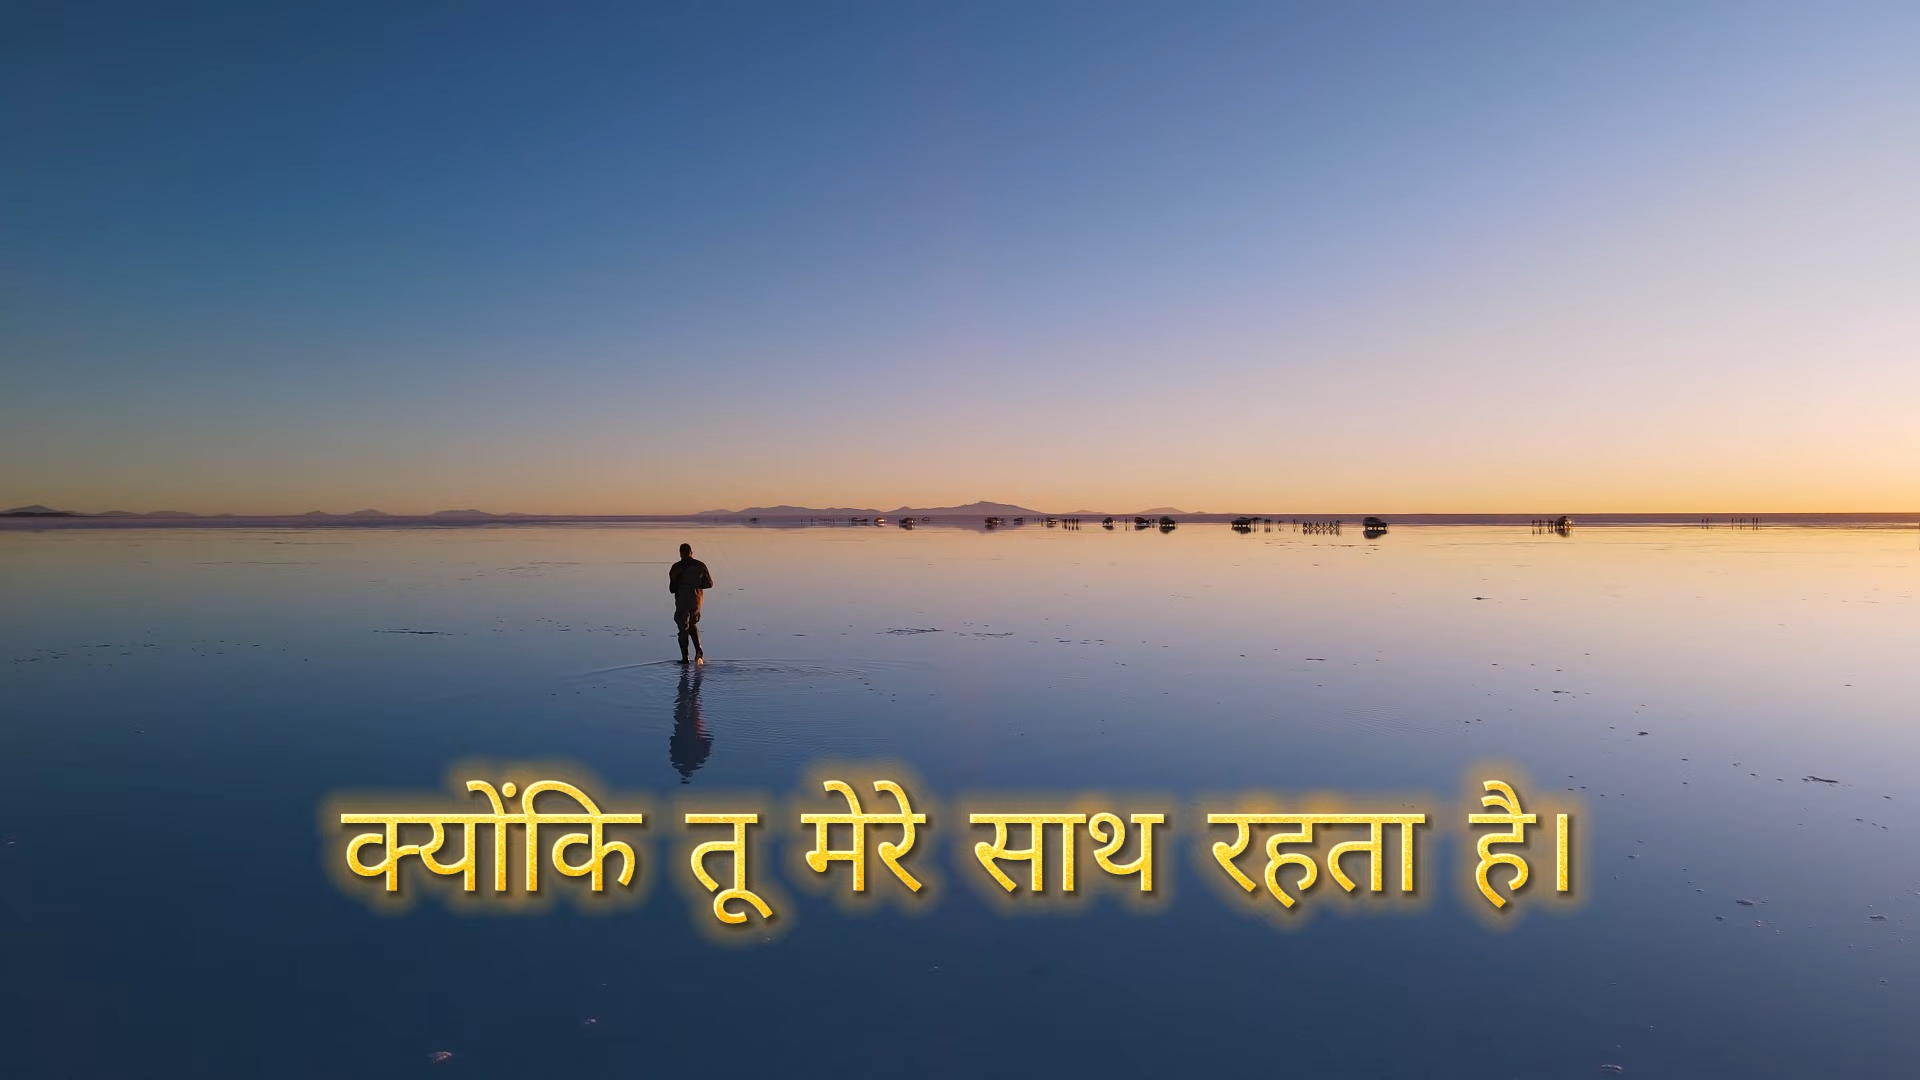 क्योंकि तू मेरे साथ रहता है।